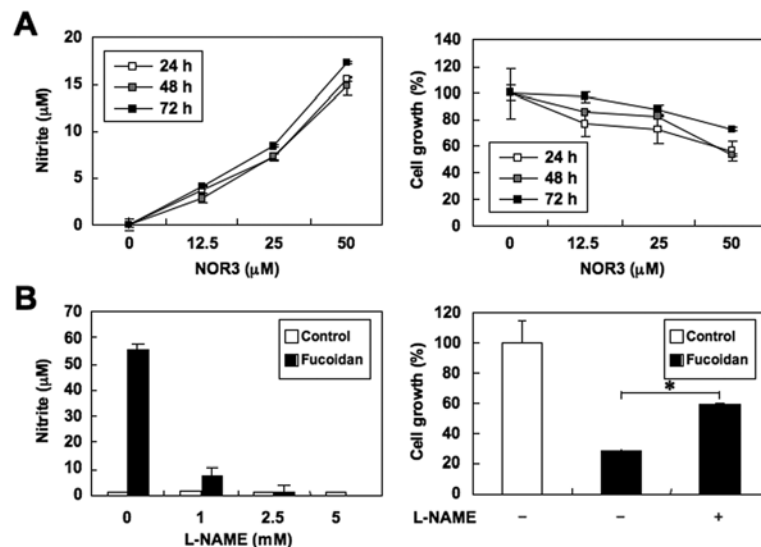 A
20
15
10
5
0
Nitrite (μM)
24 h
48 h
72 h
0 12.5 25 50
NOR3 (μM)
140
120
100
80
60
40
20
0
Cell growth (%)
24 h
48 h
72 h
0 12.5 25 50
NOR3 (μM)
B
70
60
50
40
30
20
10
0
Nitrite (μM)
Control
Fucoidan
0 1 2.5 5
L-NAME (mM)
120
100
80
60
40
20
0
Cell growth (%)
Control
Fucoidan
*
L-NAME − − +